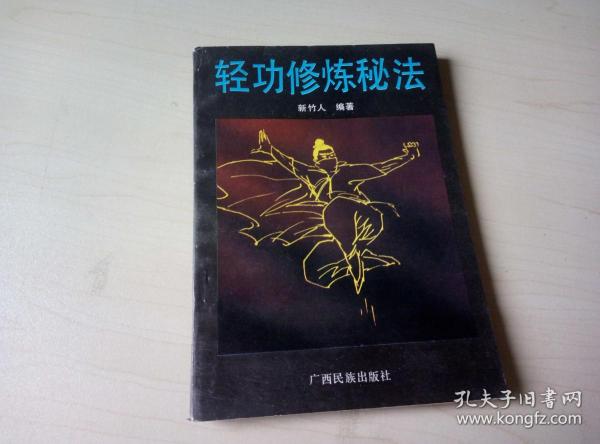 轻功修炼秘法
新竹人 编著
广西民族出版社
孔夫子旧书网
www.kongfz.com